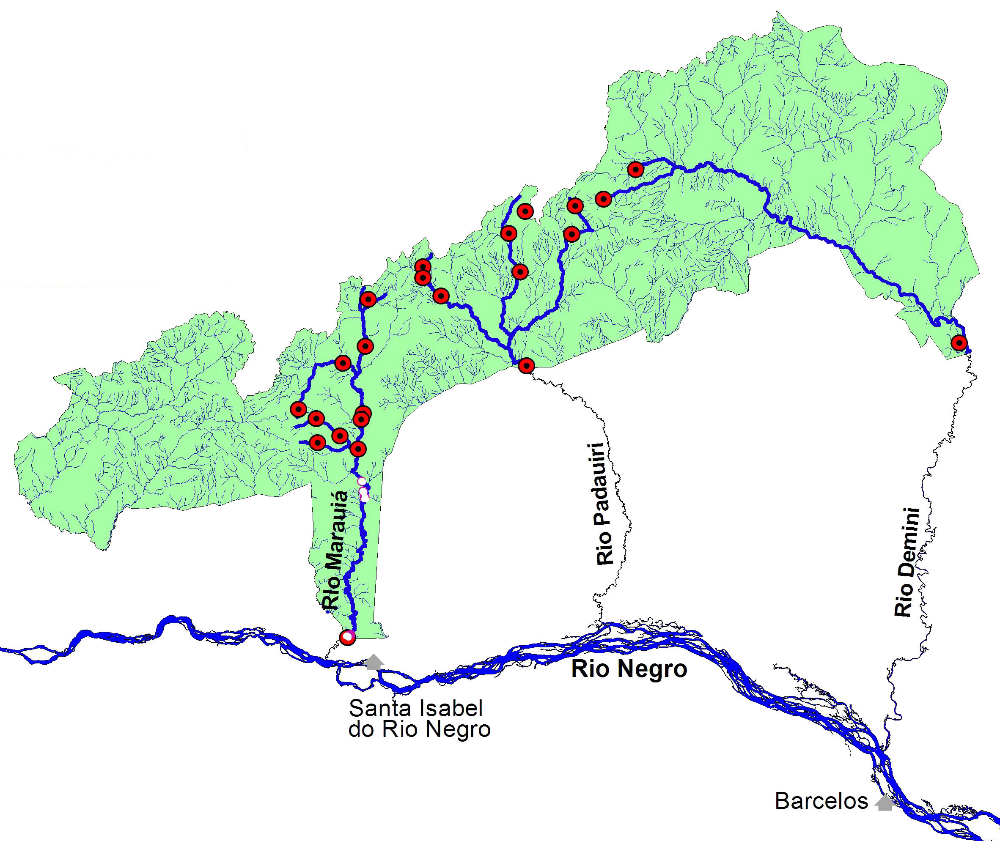 Rio Padauiri
Rio Marauiá
Rio Demini
Rio Negro
Santa Isabel
do Rio Negro
Barcelos